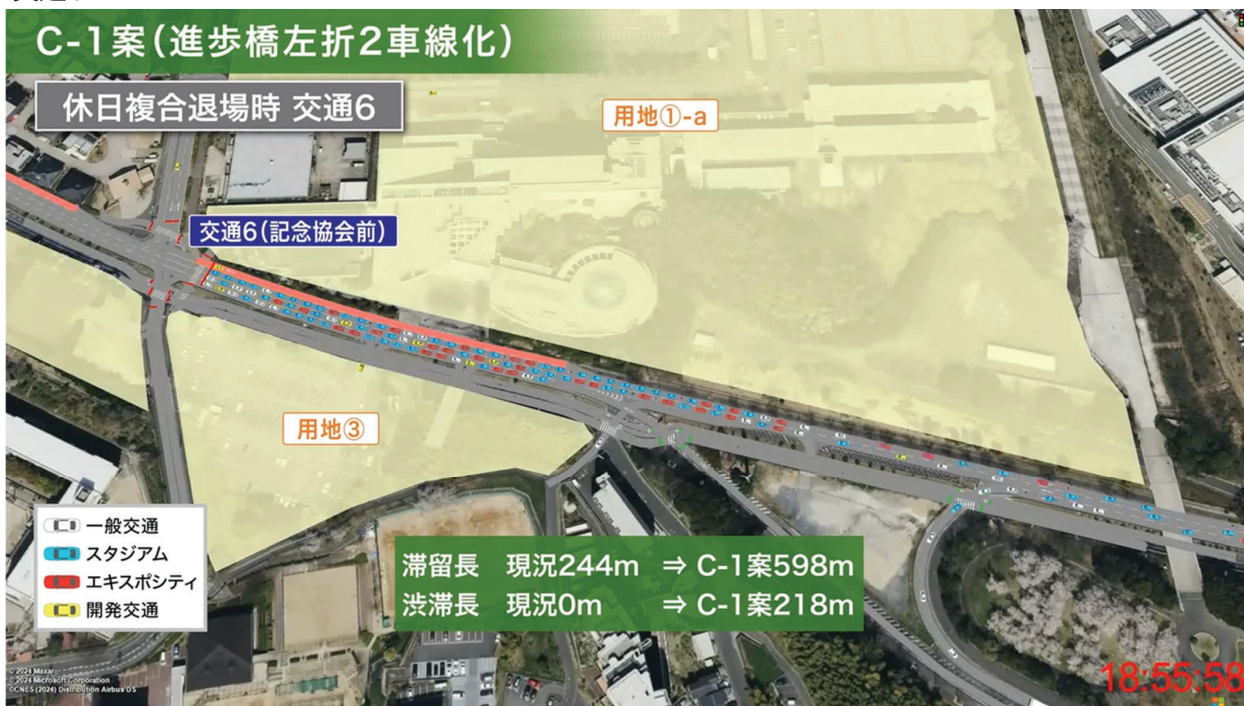 C-1案(進歩橋左折2車線化)
休日複合退場時 交通6
用地①-a
交通6(記念協会前)
用地③
一般交通
スタジアム
エキスポシティ
開発交通
滞留長 現況244m ⇒ C-1案598m
渋滞長 現況0m ⇒ C-1案218m
© 2024 Maxar
© 2024 Microsoft Corporation
©CNES (2024) Distribution Airbus DS
18:55:58